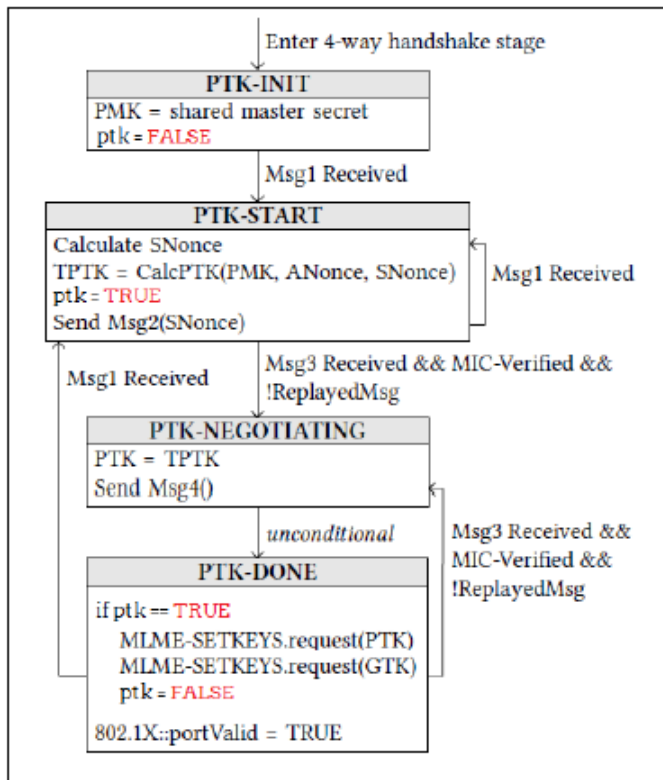 Enter 4-way handshake stage
PTK-INIT
PMK = shared master secret
ptk = FALSE
Msg1 Received
PTK-START
Calculate SNonce
TPTK = CalcPTK(PMK, ANonce, SNonce)
ptk = TRUE
Send Msg2(SNonce)
Msg1 Received
Msg1 Received
Msg3 Received && MIC-Verified &&
!ReplayedMsg
PTK-NEGOTIATING
PTK = TPTK
Send Msg4()
unconditional
Msg3 Received &&
MIC-Verified &&
!ReplayedMsg
PTK-DONE
if ptk == TRUE
MLME-SETKEYS.request(PTK)
MLME-SETKEYS.request(GTK)
ptk = FALSE
802.1X::portValid = TRUE